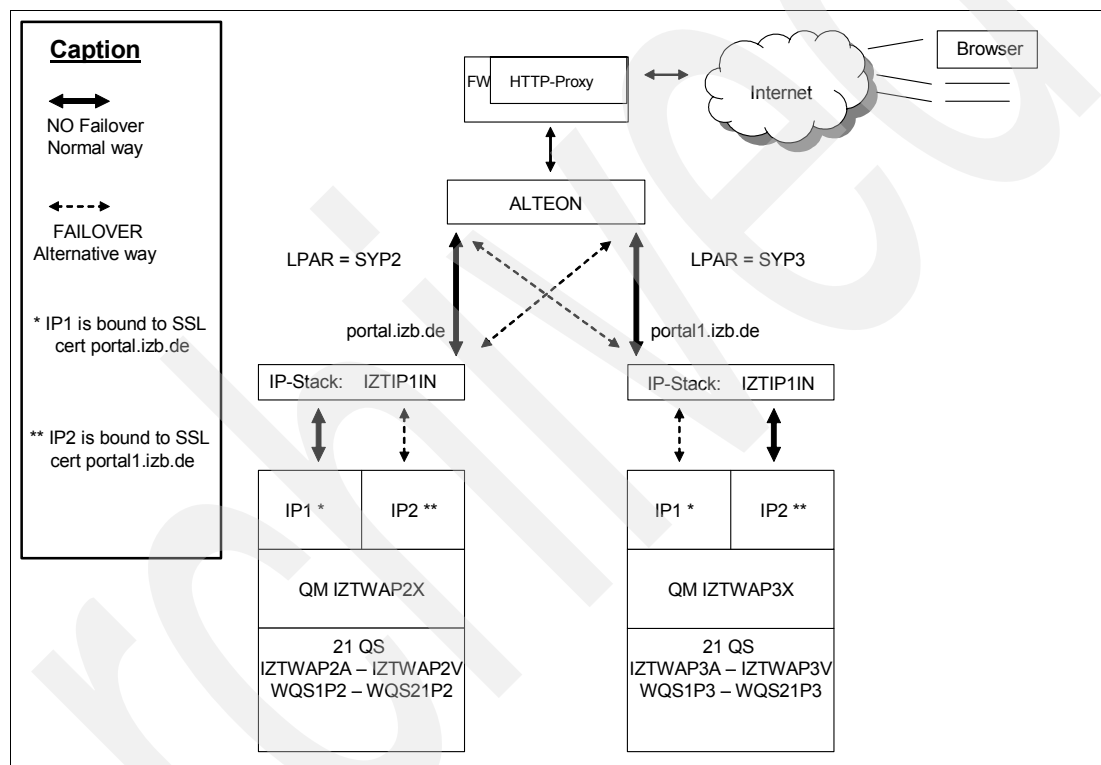 Caption
NO Failover
Normal way
FAILOVER
Alternative way
* IP1 is bound to SSL
cert portal.izb.de
** IP2 is bound to SSL
cert portal1.izb.de
FW
HTTP-Proxy
Internet
Browser
ALTEON
LPAR = SYP2
LPAR = SYP3
portal.izb.de
portal1.izb.de
IP-Stack: IZTIP1IN
IP-Stack: IZTIP1IN
IP1 *
IP2 **
IP1 *
IP2 **
QM IZTWAP2X
QM IZTWAP3X
21 QS
IZTWAP2A – IZTWAP2V
WQS1P2 – WQS21P2
21 QS
IZTWAP3A – IZTWAP3V
WQS1P3 – WQS21P3